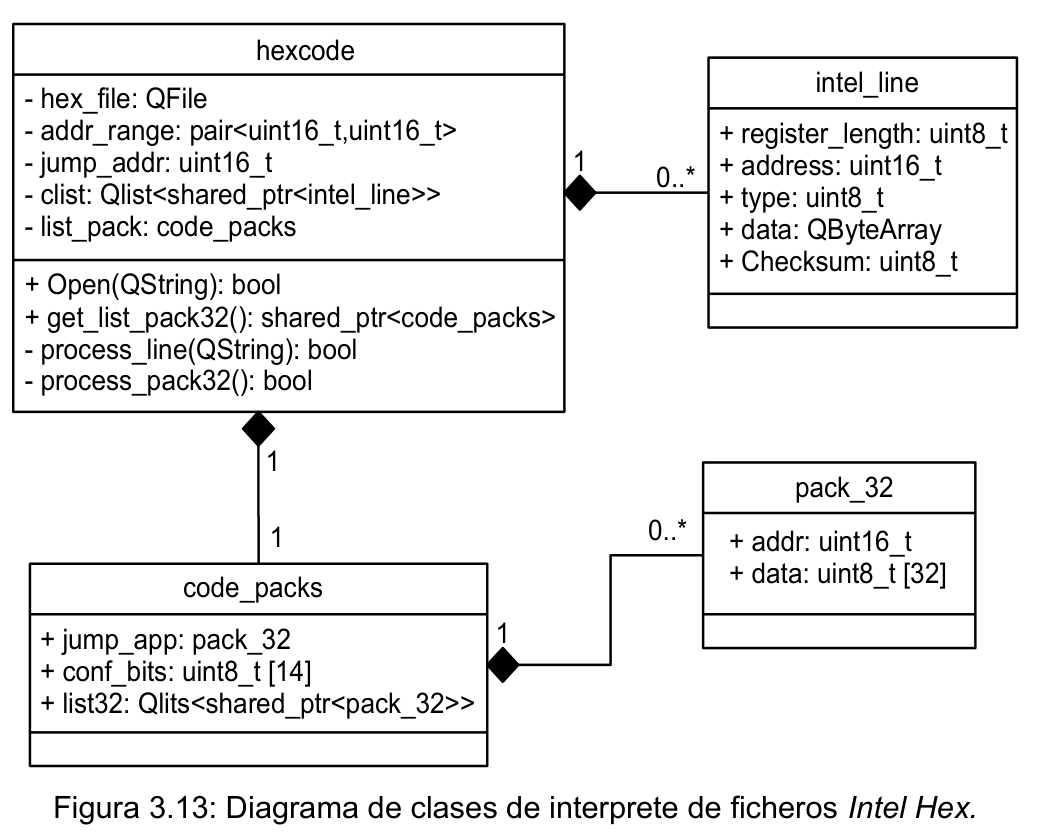 hexcode
- hex_file: QFile
- addr_range: pair<uint16_t,uint16_t>
- jump_addr: uint16_t
- clist: Qlist<shared_ptr<intel_line>>
- list_pack: code_packs
+ Open(QString): bool
+ get_list_pack32(): shared_ptr<code_packs>
- process_line(QString): bool
- process_pack32(): bool
1
0..*
intel_line
+ register_length: uint8_t
+ address: uint16_t
+ type: uint8_t
+ data: QByteArray
+ Checksum: uint8_t
1
1
code_packs
+ jump_app: pack_32
+ conf_bits: uint8_t [14]
+ list32: Qlits<shared_ptr<pack_32>>
1
0..*
pack_32
+ addr: uint16_t
+ data: uint8_t [32]
Figura 3.13: Diagrama de clases de interprete de ficheros Intel Hex.